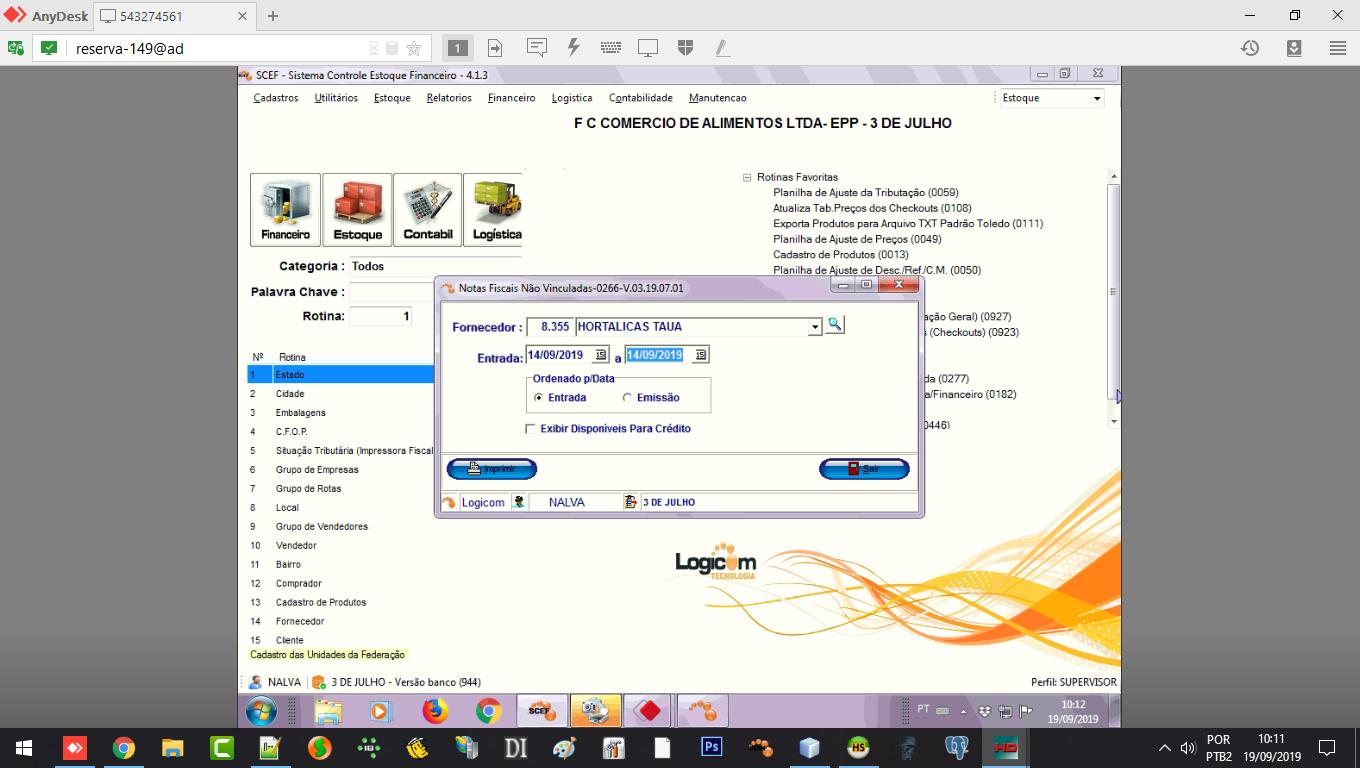 AnyDesk
543274561
reserva-149@ad
1
SCEF - Sistema Controle Estoque Financeiro - 4.1.3
Cadastros Utilitários Estoque Relatorios Financeiro Logistica Contabilidade Manutencao
Estoque
F C COMERCIO DE ALIMENTOS LTDA- EPP - 3 DE JULHO
Financeiro
Estoque
Contabil
Logística
Categoria : Todos
Palavra Chave :
Rotina: 1
Nº Rotina
1 Estado
2 Cidade
3 Embalagens
4 C.F.O.P.
5 Situação Tributária (Impressora Fiscal
6 Grupo de Empresas
7 Grupo de Rotas
8 Local
9 Grupo de Vendedores
10 Vendedor
11 Bairro
12 Comprador
13 Cadastro de Produtos
14 Fornecedor
15 Cliente
Cadastro das Unidades da Federação
Rotinas Favoritas
Planilha de Ajuste da Tributação (0059)
Atualiza Tab.Preços dos Checkouts (0108)
Exporta Produtos para Arquivo TXT Padrão Toledo (0111)
Planilha de Ajuste de Preços (0049)
Cadastro de Produtos (0013)
Planilha de Ajuste de Desc./Ref./C.M. (0050)
ação Geral) (0927)
(Checkouts) (0923)
da (0277)
a/Financeiro (0182)
0446)
Notas Fiscais Não Vinculadas-0266-V.03.19.07.01
Fornecedor : 8.355 HORTALICAS TAUA
Entrada: 14/09/2019 a 14/09/2019
Ordenado p/Data
Entrada Emissão
Exibir Disponíveis Para Crédito
Imprimir
Sair
Logicom NALVA 3 DE JULHO
Logicom
TECNOLOGIA
NALVA 3 DE JULHO - Versão banco (944)
Perfil: SUPERVISOR
SCEF
PT
10:12
19/09/2019
DI
Ps
HS
HD
POR
PTB2
10:11
19/09/2019